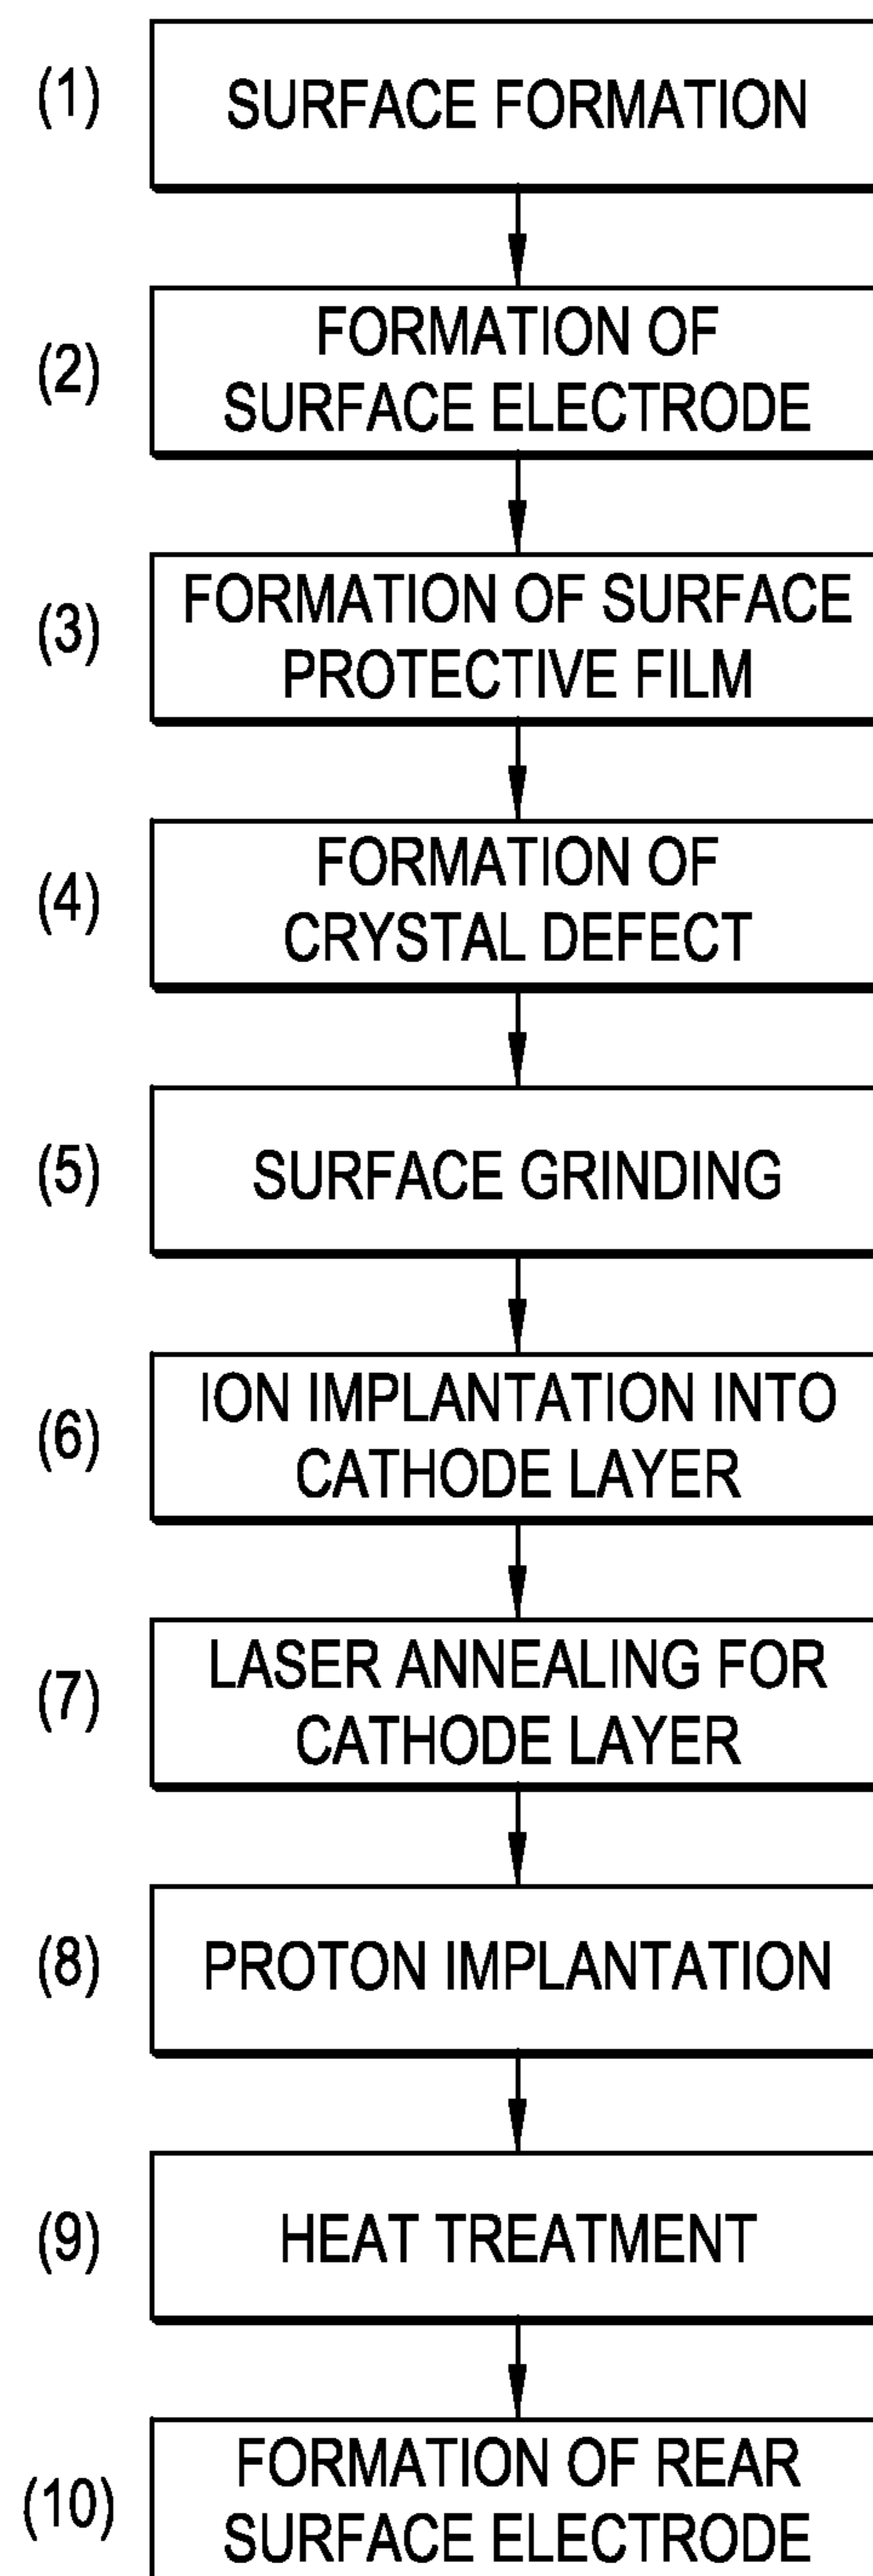 (1) SURFACE FORMATION
(2) FORMATION OF
SURFACE ELECTRODE
(3) FORMATION OF SURFACE
PROTECTIVE FILM
(4) FORMATION OF
CRYSTAL DEFECT
(5) SURFACE GRINDING
(6) ION IMPLANTATION INTO
CATHODE LAYER
(7) LASER ANNEALING FOR
CATHODE LAYER
(8) PROTON IMPLANTATION
(9) HEAT TREATMENT
(10) FORMATION OF REAR
SURFACE ELECTRODE